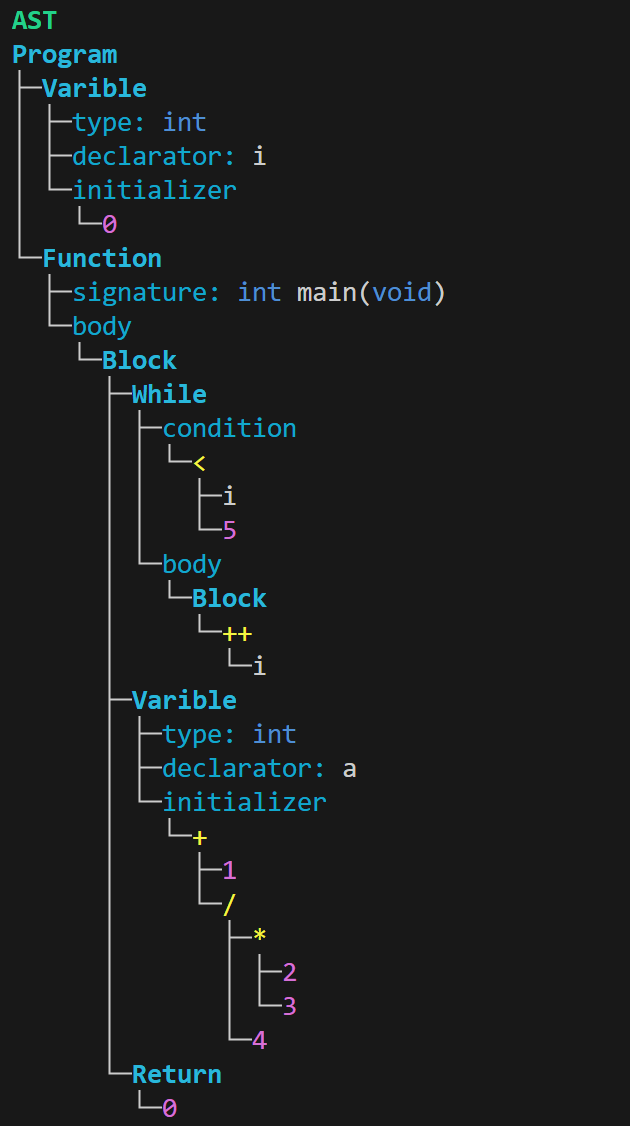 AST
Program
Varible
type: int
declarator: i
initializer
0
Function
signature: int main(void)
body
Block
While
condition
<
i
5
body
Block
++
i
Varible
type: int
declarator: a
initializer
+
1
/
*
2
3
4
Return
0